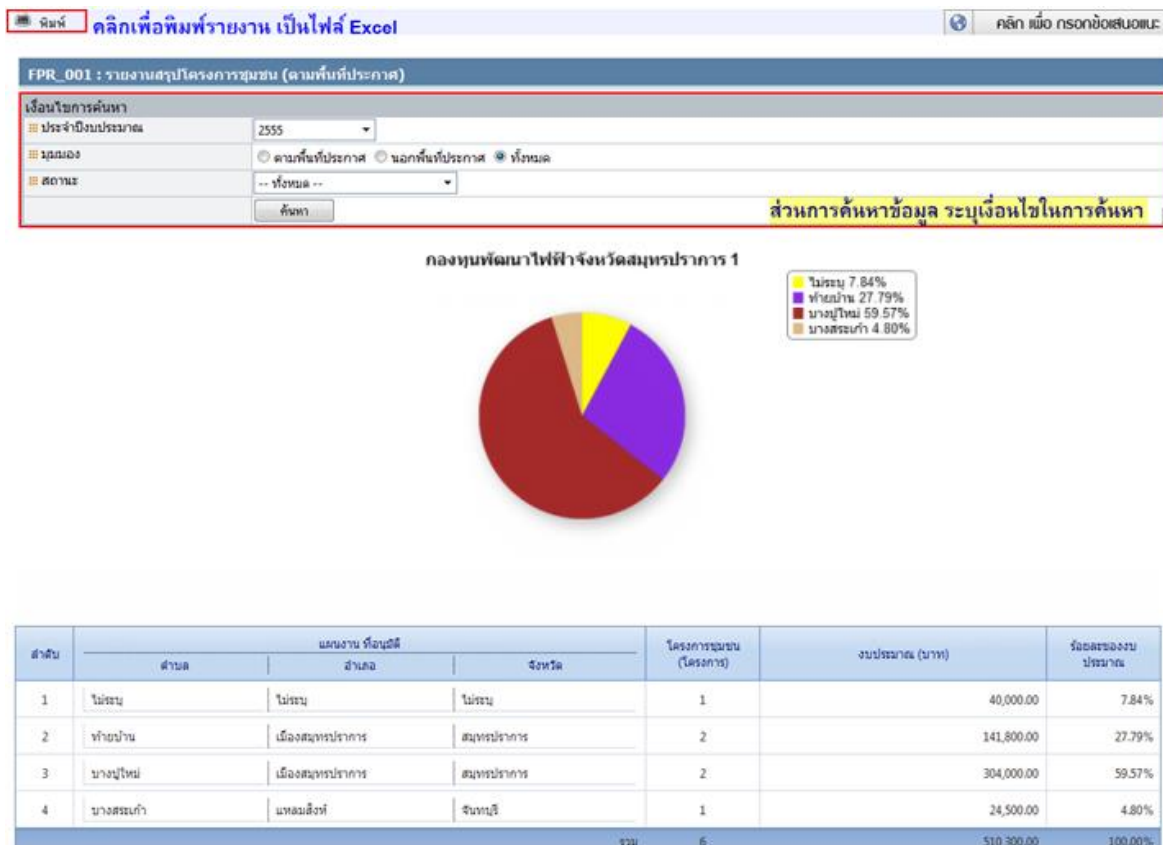 พิมพ์ คลิกเพื่อพิมพ์รายงาน เป็นไฟล์ Excel คลิก เพื่อ กรอกข้อเสนอแนะ
FPR_001 : รายงานสรุปโครงการชุมชน (ตามพื้นที่ประกาศ)
เงื่อนไขการค้นหา
ประจำปีงบประมาณ 2555
มุมมอง ตามพื้นที่ประกาศ นอกพื้นที่ประกาศ ทั้งหมด
สถานะ -- ทั้งหมด --
ค้นหา ส่วนการค้นหาข้อมูล ระบุเงื่อนไขในการค้นหา
กองทุนพัฒนาไฟฟ้าจังหวัดสมุทรปราการ 1
ไม่ระบุ 7.84%
ท้ายบ้าน 27.79%
บางปูใหม่ 59.57%
บางสระเก้า 4.80%
ลำดับ แผนงาน ที่อนุมัติ โครงการชุมชน (โครงการ) งบประมาณ (บาท) ร้อยละของงบประมาณ
ตำบล อำเภอ จังหวัด
1 ไม่ระบุ ไม่ระบุ ไม่ระบุ 1 40,000.00 7.84%
2 ท้ายบ้าน เมืองสมุทรปราการ สมุทรปราการ 2 141,800.00 27.79%
3 บางปูใหม่ เมืองสมุทรปราการ สมุทรปราการ 2 304,000.00 59.57%
4 บางสระเก้า แหลมสิงห์ จันทบุรี 1 24,500.00 4.80%
รวม 6 510,300.00 100.00%